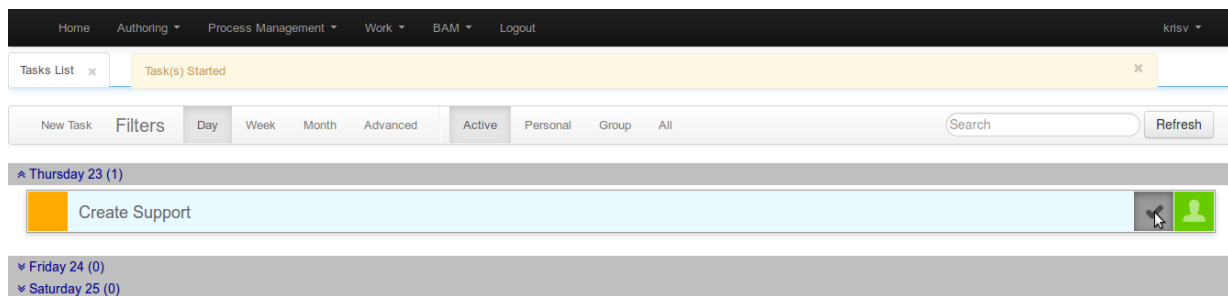 Home Authoring Process Management Work BAM Logout krisv
Tasks List × Task(s) Started ×
New Task Filters Day Week Month Advanced Active Personal Group All Search Refresh
Thursday 23 (1)
Create Support
Friday 24 (0)
Saturday 25 (0)